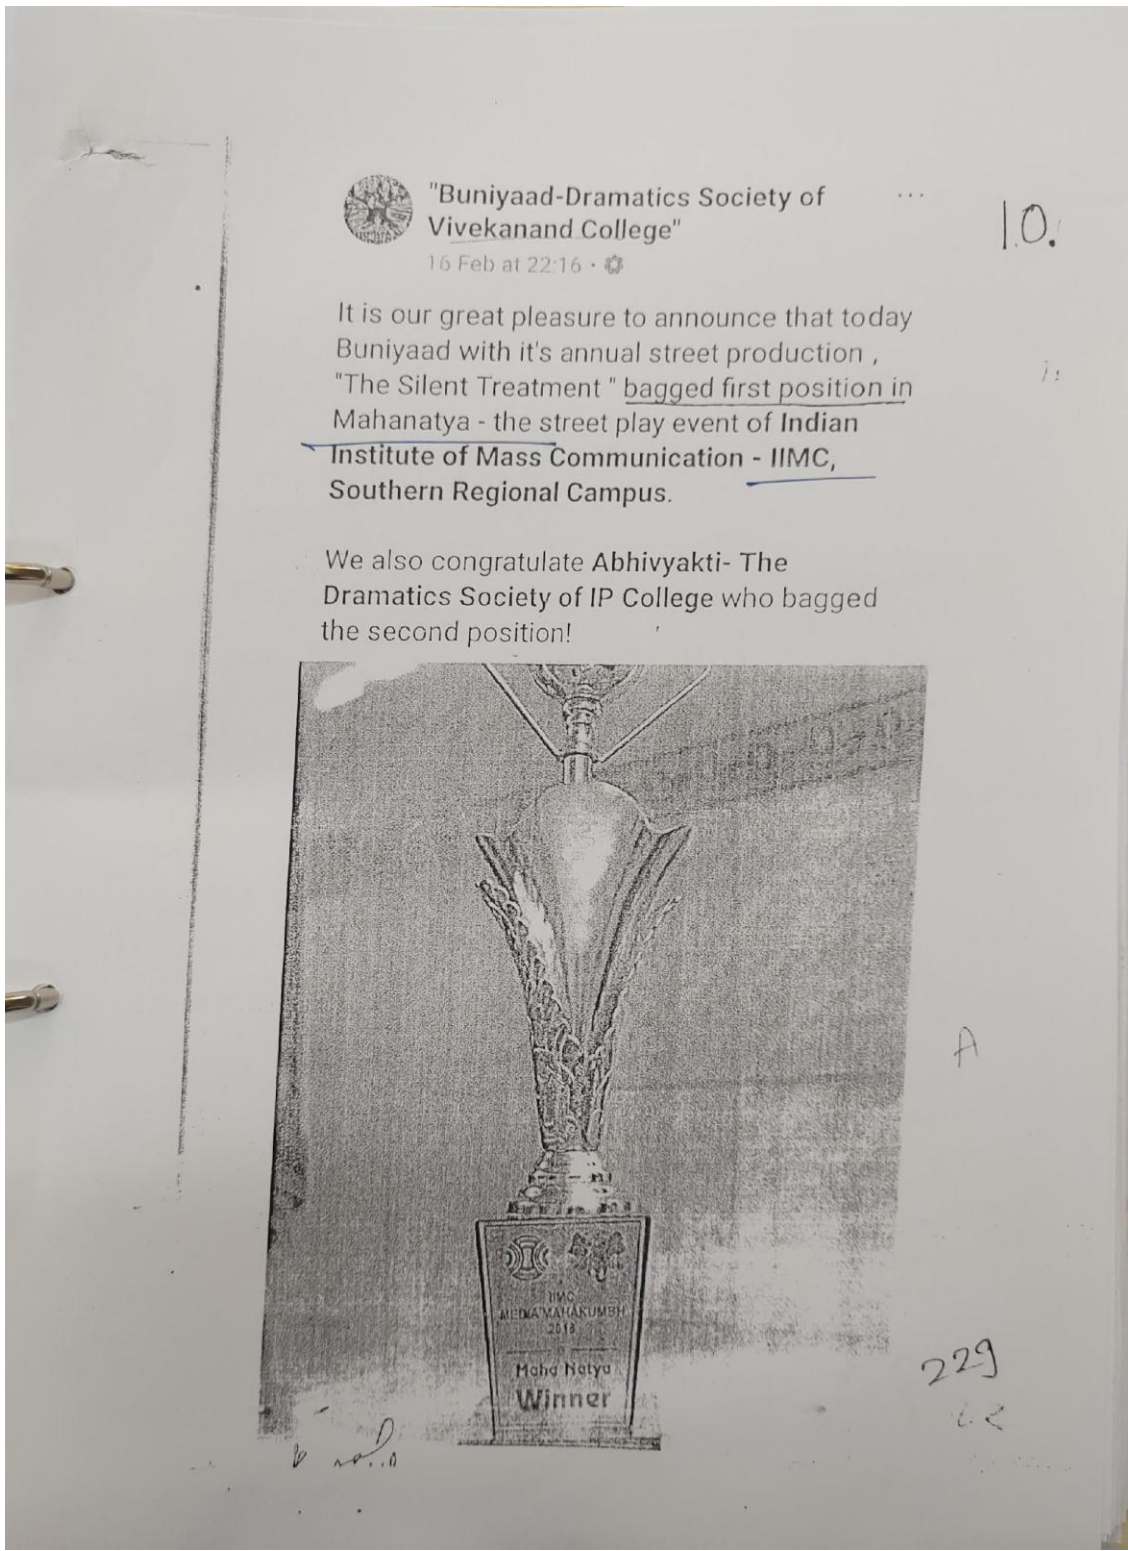 "Buniyaad-Dramatics Society of
Vivekanand College"
16 Feb at 22:16 ·
...
10.
It is our great pleasure to announce that today
Buniyaad with it's annual street production ,
"The Silent Treatment " bagged first position in
Mahanatya - the street play event of Indian
Institute of Mass Communication - IIMC,
Southern Regional Campus.
We also congratulate Abhivyakti- The
Dramatics Society of IP College who bagged
the second position!
A
IIMC
MEDIA MAHAKUMBH
Maha Natya
Winner
229